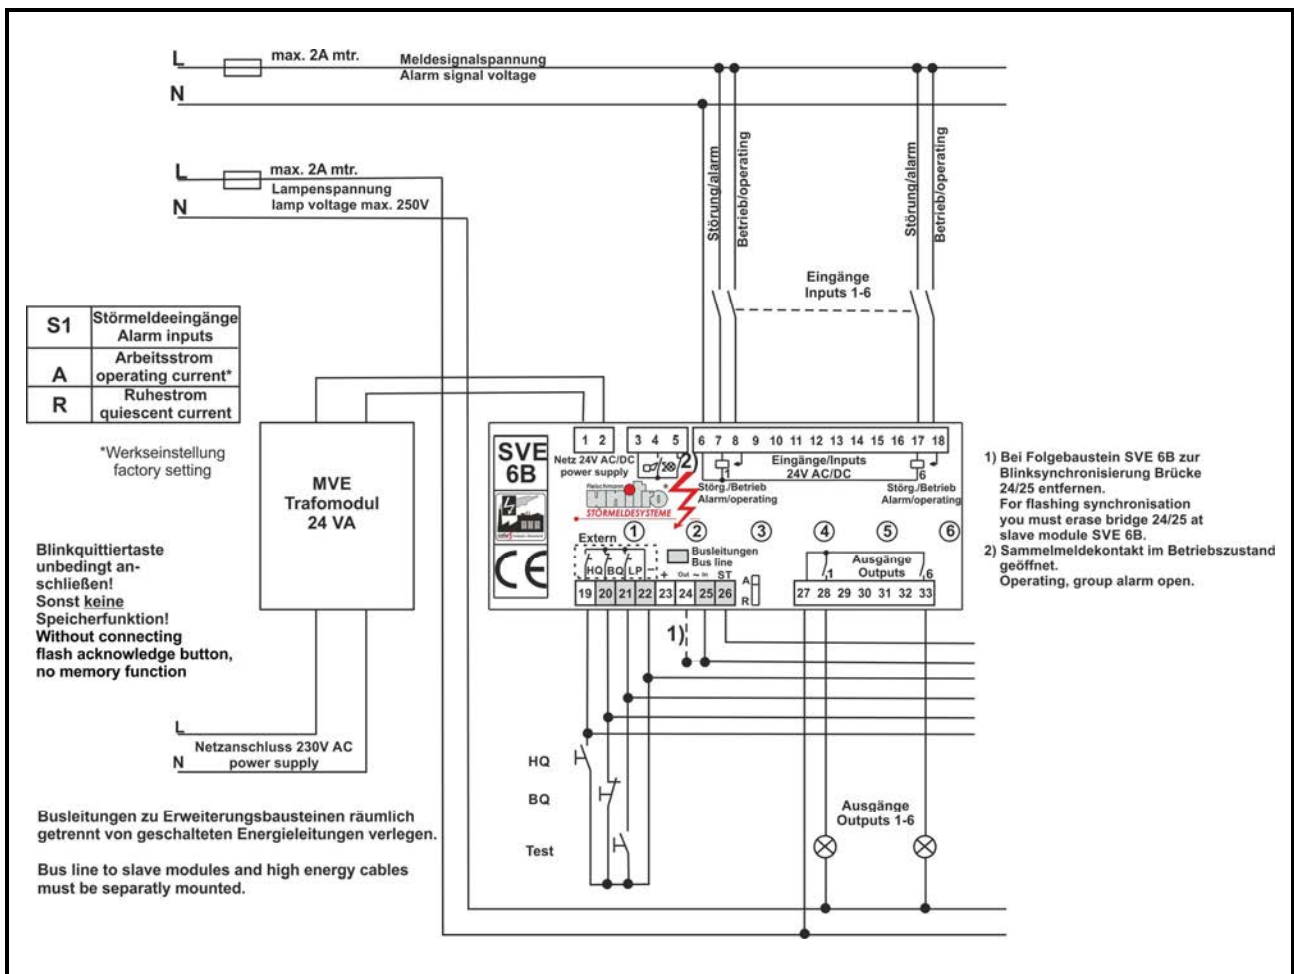 L
max. 2A mtr.
Meldesignalspannung
Alarm signal voltage
N
L
max. 2A mtr.
Lampenspannung
lamp voltage max. 250V
N
Störung/alarm
Betrieb/operating
Störung/alarm
Betrieb/operating
Eingänge
Inputs 1-6
S1
Störmeldeeingänge
Alarm inputs
A
Arbeitsstrom
operating current*
R
Ruhestrom
quiescent current
*Werkseinstellung
factory setting
MVE
Trafomodul
24 VA
Blinkquittiertaste
unbedingt an-
schließen!
Sonst keine
Speicherfunktion!
Without connecting
flash acknowledge button,
no memory function
L
Netzanschluss 230V AC
N
power supply
Busleitungen zu Erweiterungsbausteinen räumlich
getrennt von geschalteten Energieleitungen verlegen.
Bus line to slave modules and high energy cables
must be separatly mounted.
SVE
6B
CE
1 2
3 4 5
6 7 8 9 10 11 12 13 14 15 16 17 18
Netz 24V AC/DC
power supply
2)
Eingänge/Inputs
24V AC/DC
1
6
Störg./Betrieb
Alarm/operating
Störg./Betrieb
Alarm/operating
Fleischmann
unitro
STÖRMELDESYSTEME
1 2 3 4 5 6
Extern
HQ BQ LP − + Out ~ In ST
Busleitungen
Bus line
A
R
Ausgänge
Outputs
1
6
19 20 21 22 23 24 25 26
27 28 29 30 31 32 33
1)
HQ
BQ
Test
Ausgänge
Outputs 1-6
1) Bei Folgebaustein SVE 6B zur
Blinksynchronisierung Brücke
24/25 entfernen.
For flashing synchronisation
you must erase bridge 24/25 at
slave module SVE 6B.
2) Sammelmeldekontakt im Betriebszustand
geöffnet.
Operating, group alarm open.